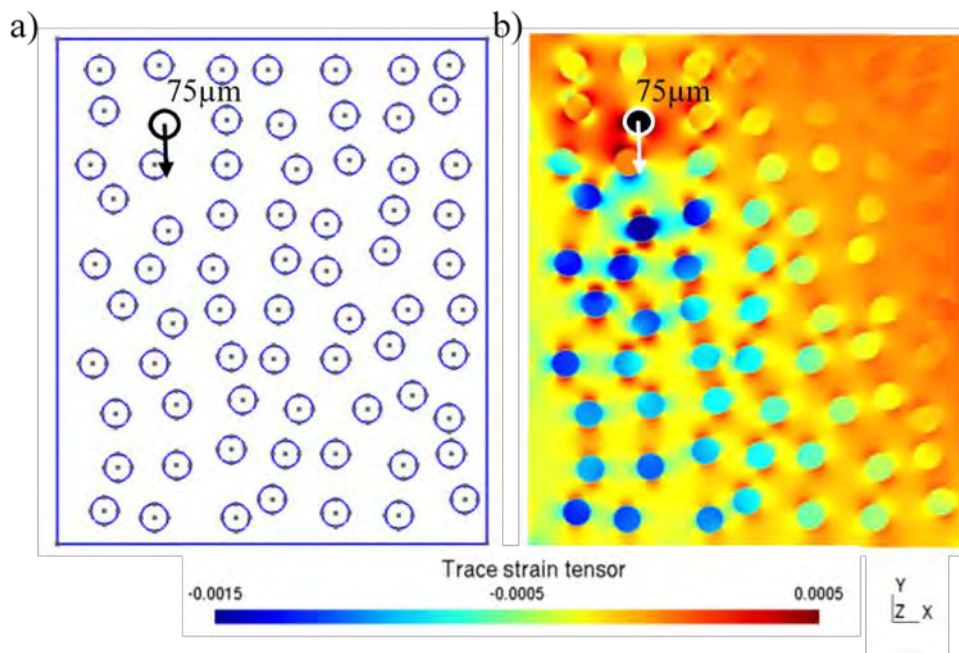 a)
b)
75µm
75µm
Trace strain tensor
-0.0015
-0.0005
0.0005
Y
Z X